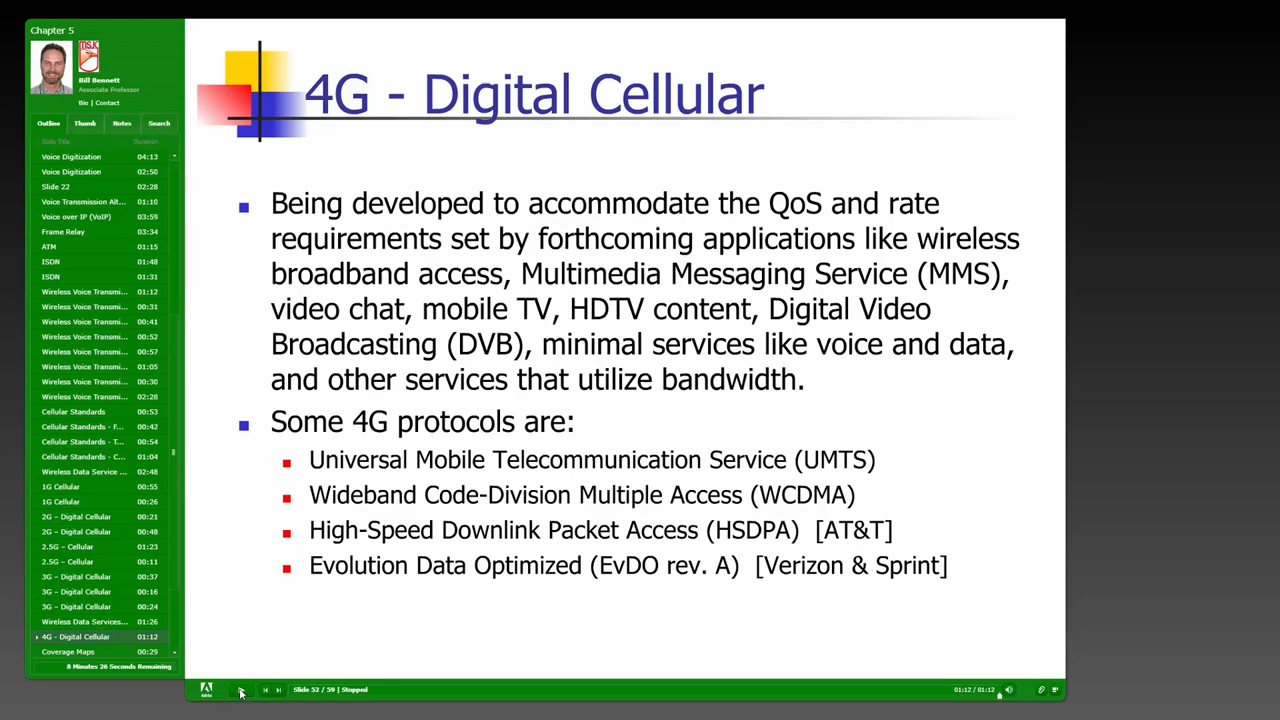 Chapter 5
MSJC
Bill Bennett
Associate Professor
Bio | Contact
Outline Thumb Notes Search
Slide Title Duration
Voice Digitization 04:13
Voice Digitization 02:50
Slide 22 02:28
Voice Transmission Alt... 01:10
Voice over IP (VoIP) 03:59
Frame Relay 03:34
ATM 01:15
ISDN 01:48
ISDN 01:31
Wireless Voice Transmi... 01:12
Wireless Voice Transmi... 00:31
Wireless Voice Transmi... 00:41
Wireless Voice Transmi... 00:52
Wireless Voice Transmi... 00:57
Wireless Voice Transmi... 01:05
Wireless Voice Transmi... 00:30
Wireless Voice Transmi... 02:28
Cellular Standards 00:53
Cellular Standards - F... 00:42
Cellular Standards - T... 00:54
Cellular Standards - C... 01:04
Wireless Data Service ... 02:48
1G Cellular 00:55
1G Cellular 00:26
2G – Digital Cellular 00:21
2G – Digital Cellular 00:48
2.5G – Cellular 01:23
2.5G – Cellular 00:11
3G – Digital Cellular 00:37
3G – Digital Cellular 00:16
3G – Digital Cellular 00:24
Wireless Data Services... 01:26
4G - Digital Cellular 01:12
Coverage Maps 00:29
8 Minutes 26 Seconds Remaining
4G - Digital Cellular
Being developed to accommodate the QoS and rate
requirements set by forthcoming applications like wireless
broadband access, Multimedia Messaging Service (MMS),
video chat, mobile TV, HDTV content, Digital Video
Broadcasting (DVB), minimal services like voice and data,
and other services that utilize bandwidth.
Some 4G protocols are:
Universal Mobile Telecommunication Service (UMTS)
Wideband Code-Division Multiple Access (WCDMA)
High-Speed Downlink Packet Access (HSDPA) [AT&T]
Evolution Data Optimized (EvDO rev. A) [Verizon & Sprint]
Slide 52 / 59 | Stopped
01:12 / 01:12